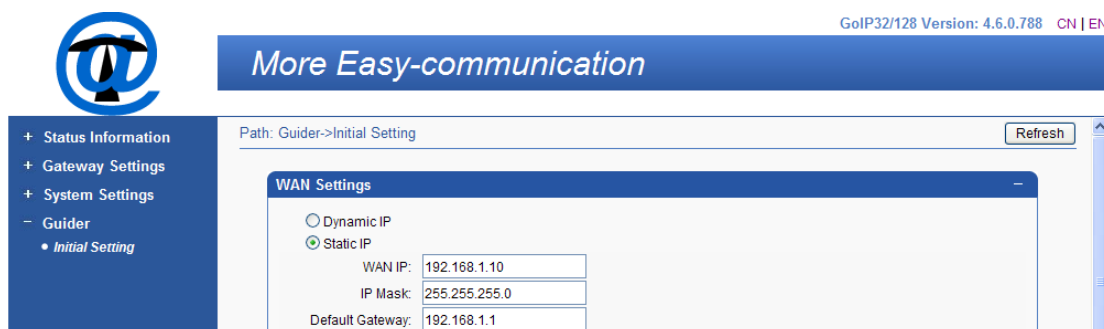 GoIP32/128 Version: 4.6.0.788 CN | EN
More Easy-communication
+ Status Information
+ Gateway Settings
+ System Settings
− Guider
• Initial Setting
Path: Guider->Initial Setting
Refresh
WAN Settings −
Dynamic IP
Static IP
WAN IP: 192.168.1.10
IP Mask: 255.255.255.0
Default Gateway: 192.168.1.1